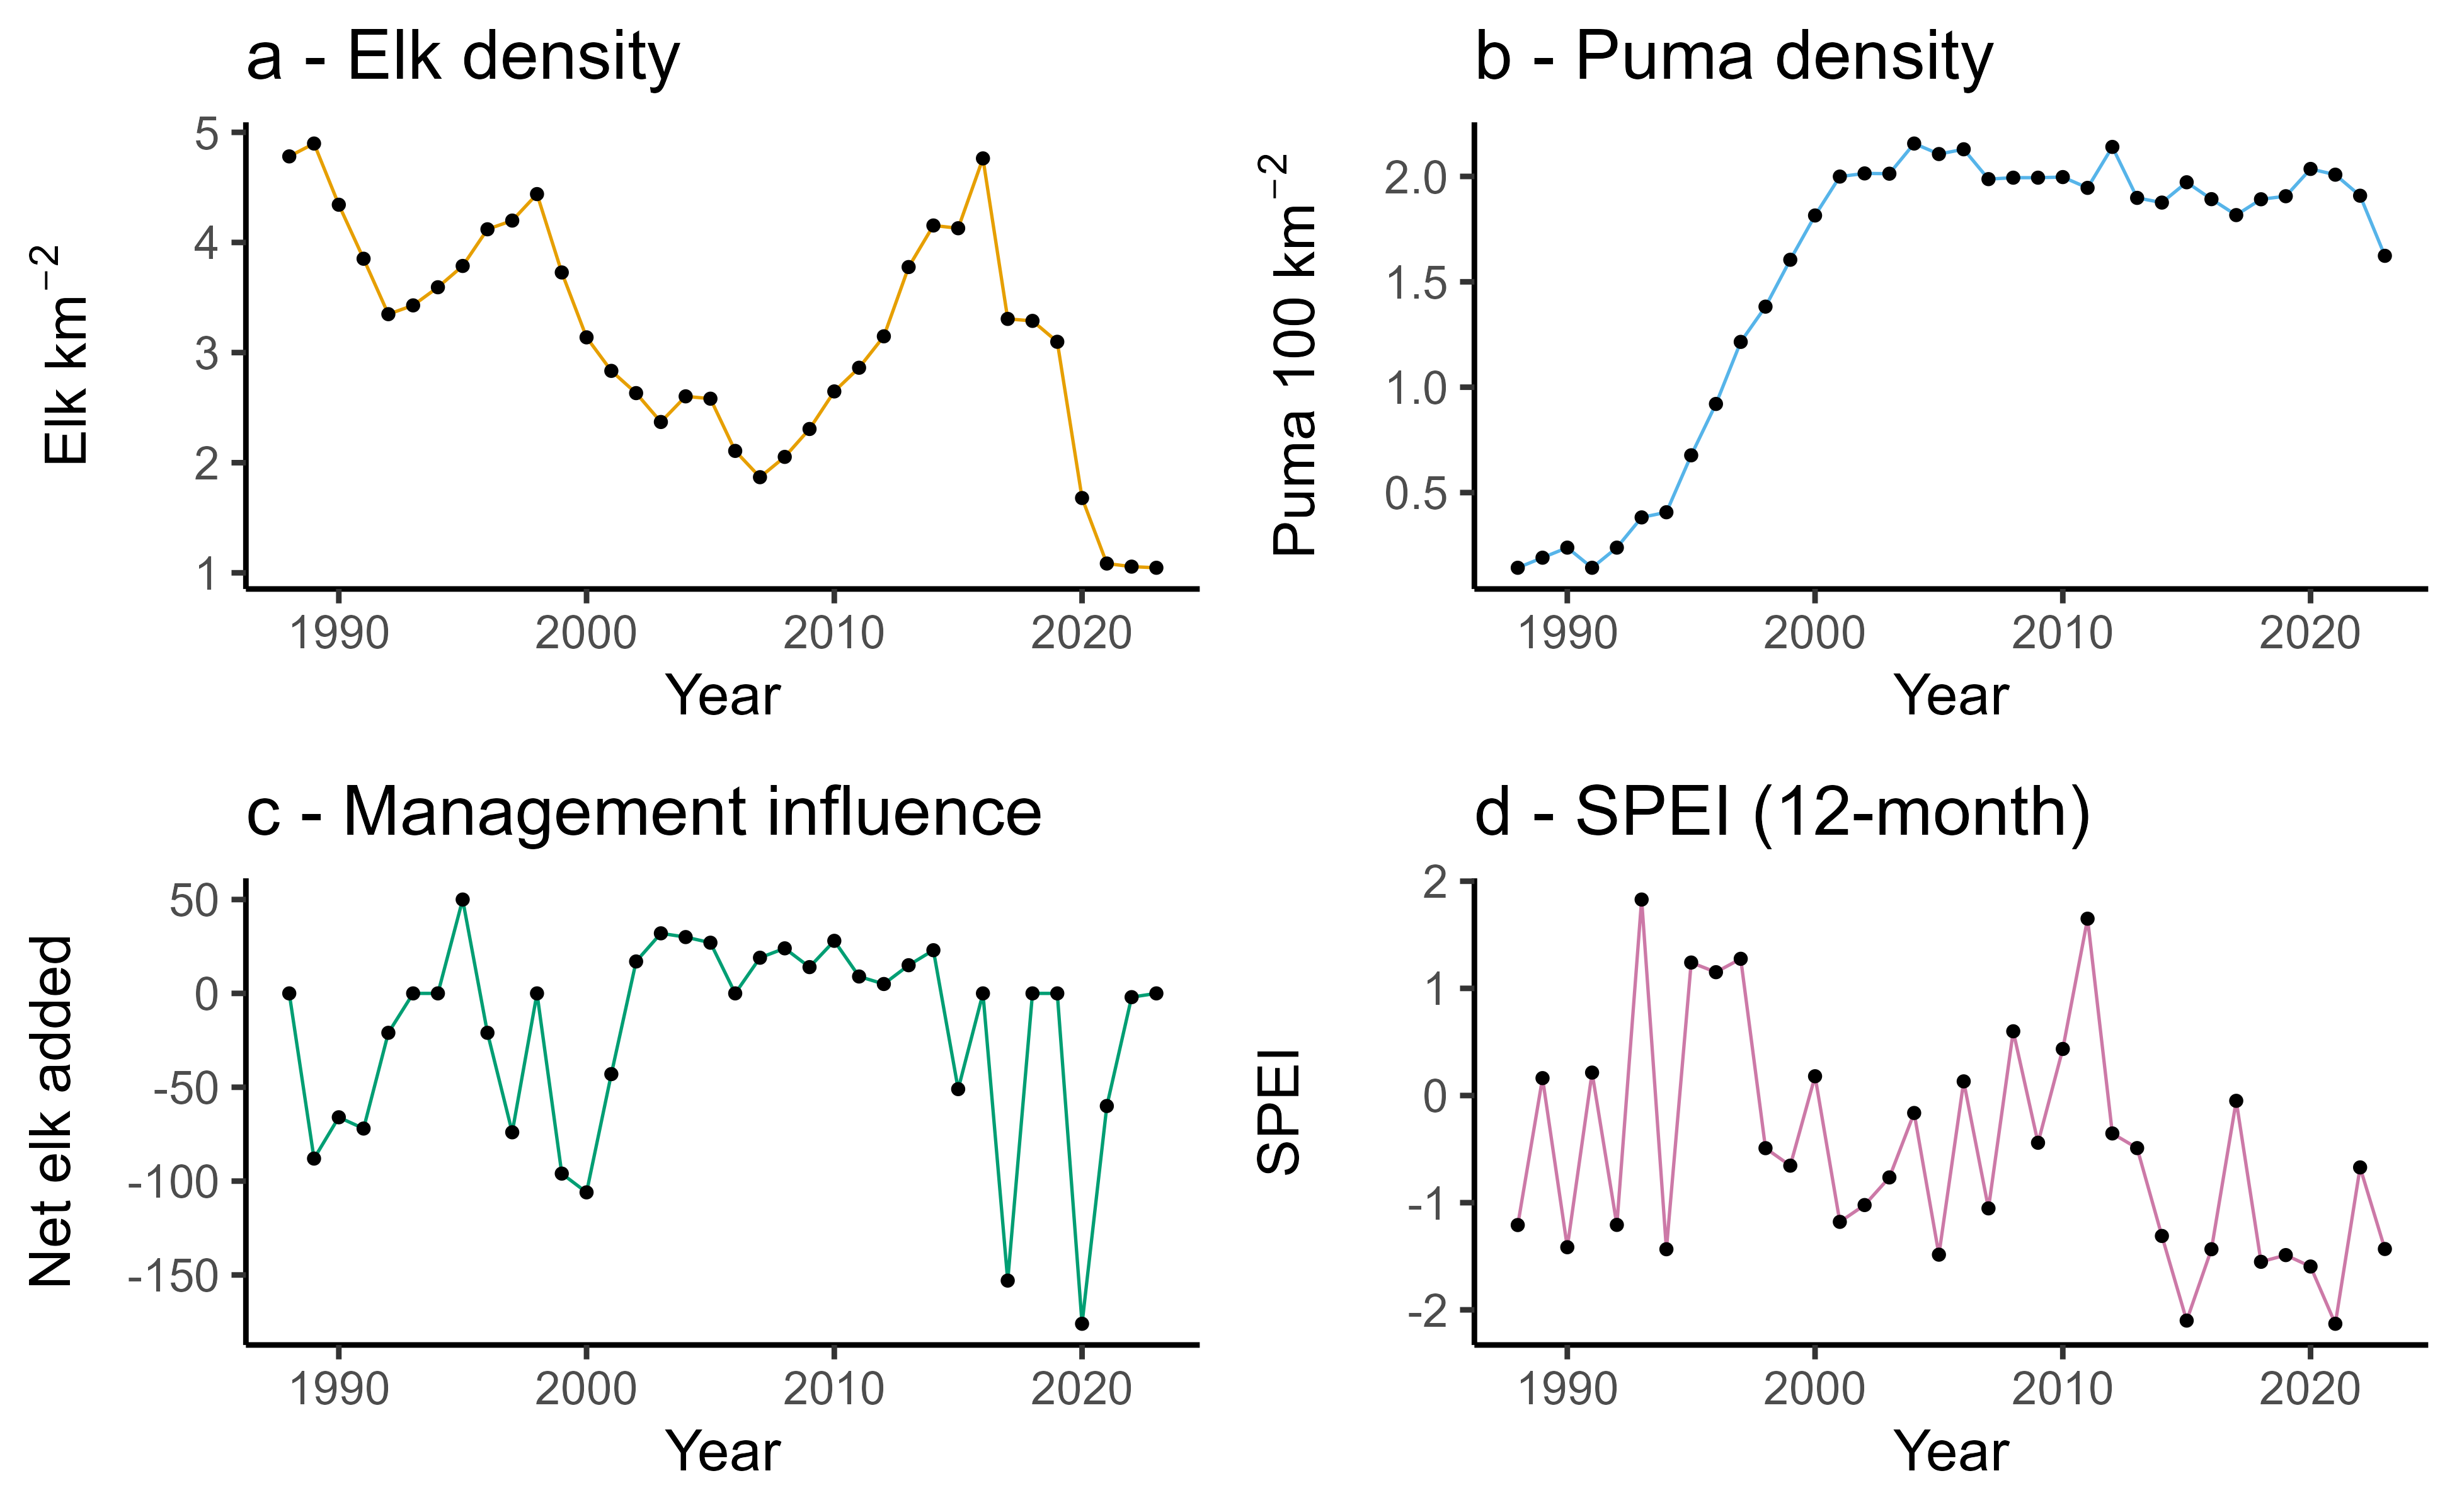 a - Elk density
5
4
3
2
1
Elk km⁻²
1990 2000 2010 2020
Year
b - Puma density
2.0
1.5
1.0
0.5
Puma 100 km⁻²
1990 2000 2010 2020
Year
c - Management influence
50
0
-50
-100
-150
Net elk added
1990 2000 2010 2020
Year
d - SPEI (12-month)
2
1
0
-1
-2
SPEI
1990 2000 2010 2020
Year